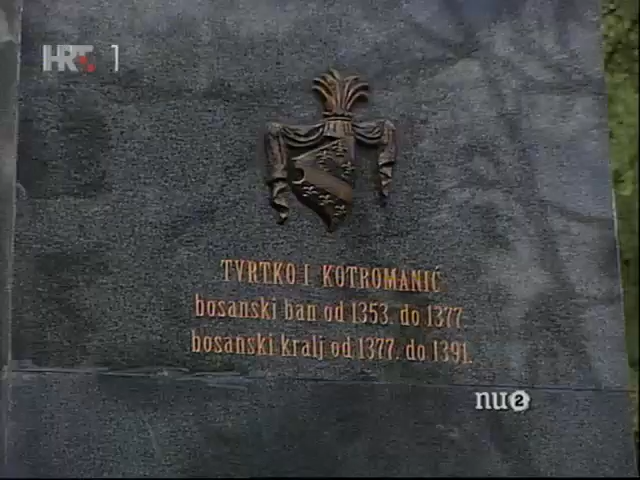 HRT 1
TVRTKO I KOTROMANIĆ
bosanski ban od 1353. do 1377.
bosanski kralj od 1377. do 1391.
nu2